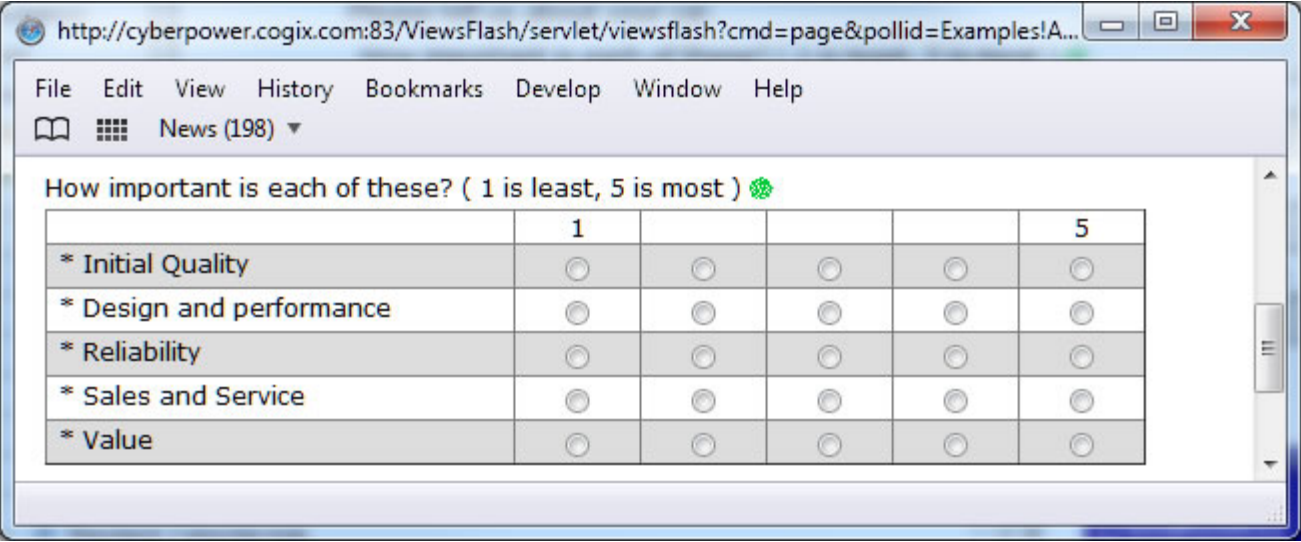 http://cyberpower.cogix.com:83/ViewsFlash/servlet/viewsflash?cmd=page&pollid=Examples!A...
File Edit View History Bookmarks Develop Window Help
News (198)
How important is each of these? ( 1 is least, 5 is most )
1 5
* Initial Quality
* Design and performance
* Reliability
* Sales and Service
* Value